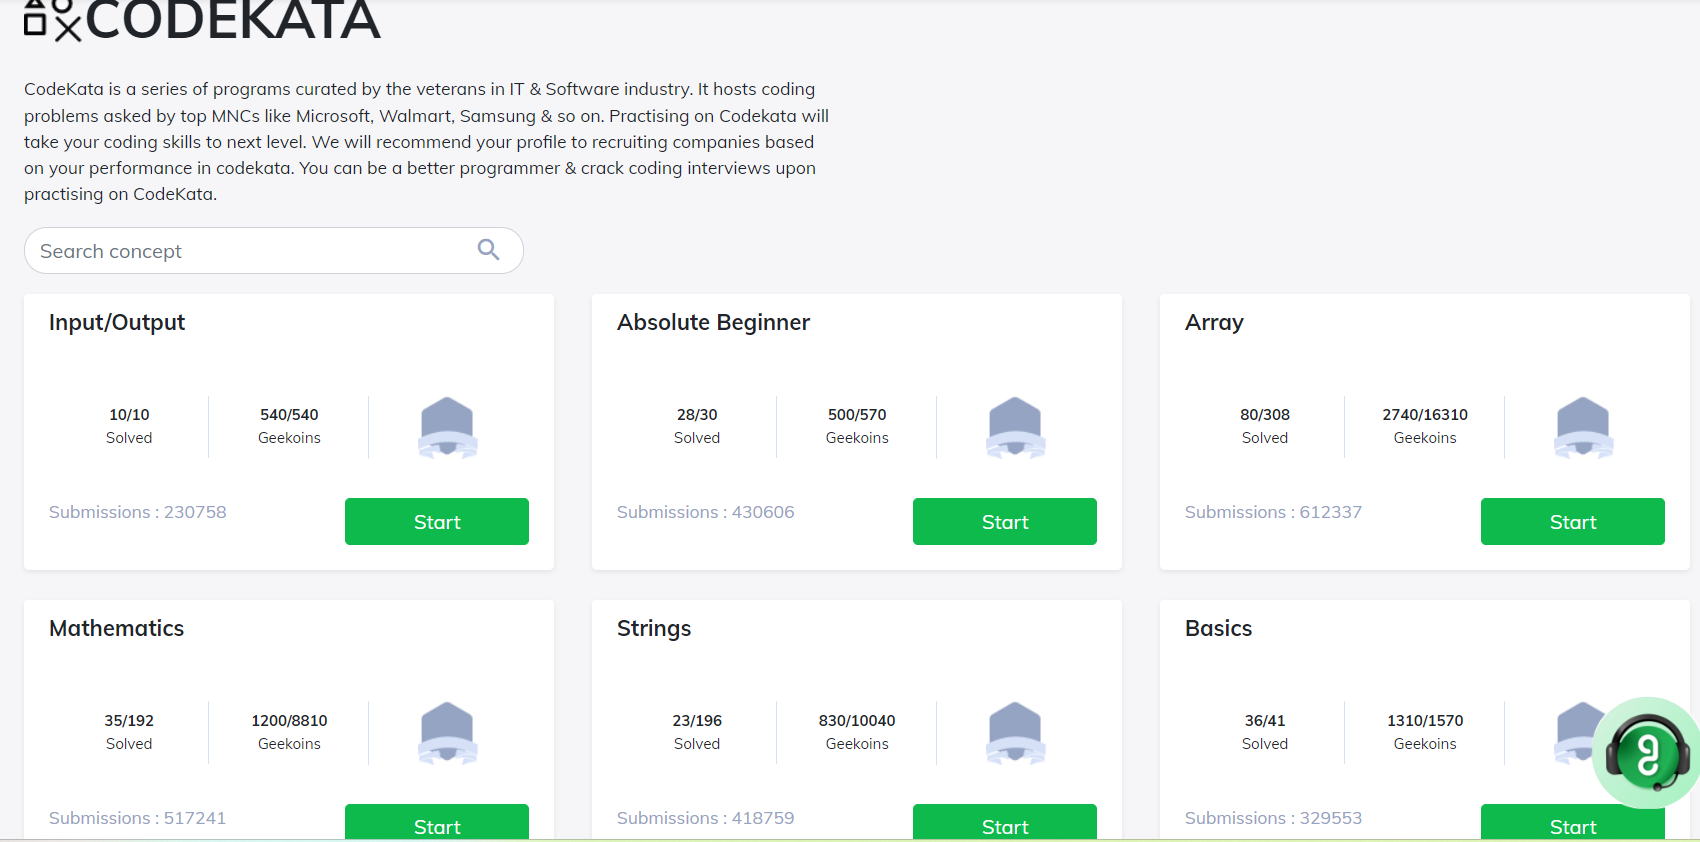 CODEKATA
CodeKata is a series of programs curated by the veterans in IT & Software industry. It hosts coding
problems asked by top MNCs like Microsoft, Walmart, Samsung & so on. Practising on Codekata will
take your coding skills to next level. We will recommend your profile to recruiting companies based
on your performance in codekata. You can be a better programmer & crack coding interviews upon
practising on CodeKata.
Search concept
Input/Output
10/10
Solved
540/540
Geekoins
Submissions : 230758
Start
Absolute Beginner
28/30
Solved
500/570
Geekoins
Submissions : 430606
Start
Array
80/308
Solved
2740/16310
Geekoins
Submissions : 612337
Start
Mathematics
35/192
Solved
1200/8810
Geekoins
Submissions : 517241
Start
Strings
23/196
Solved
830/10040
Geekoins
Submissions : 418759
Start
Basics
36/41
Solved
1310/1570
Geekoins
Submissions : 329553
Start